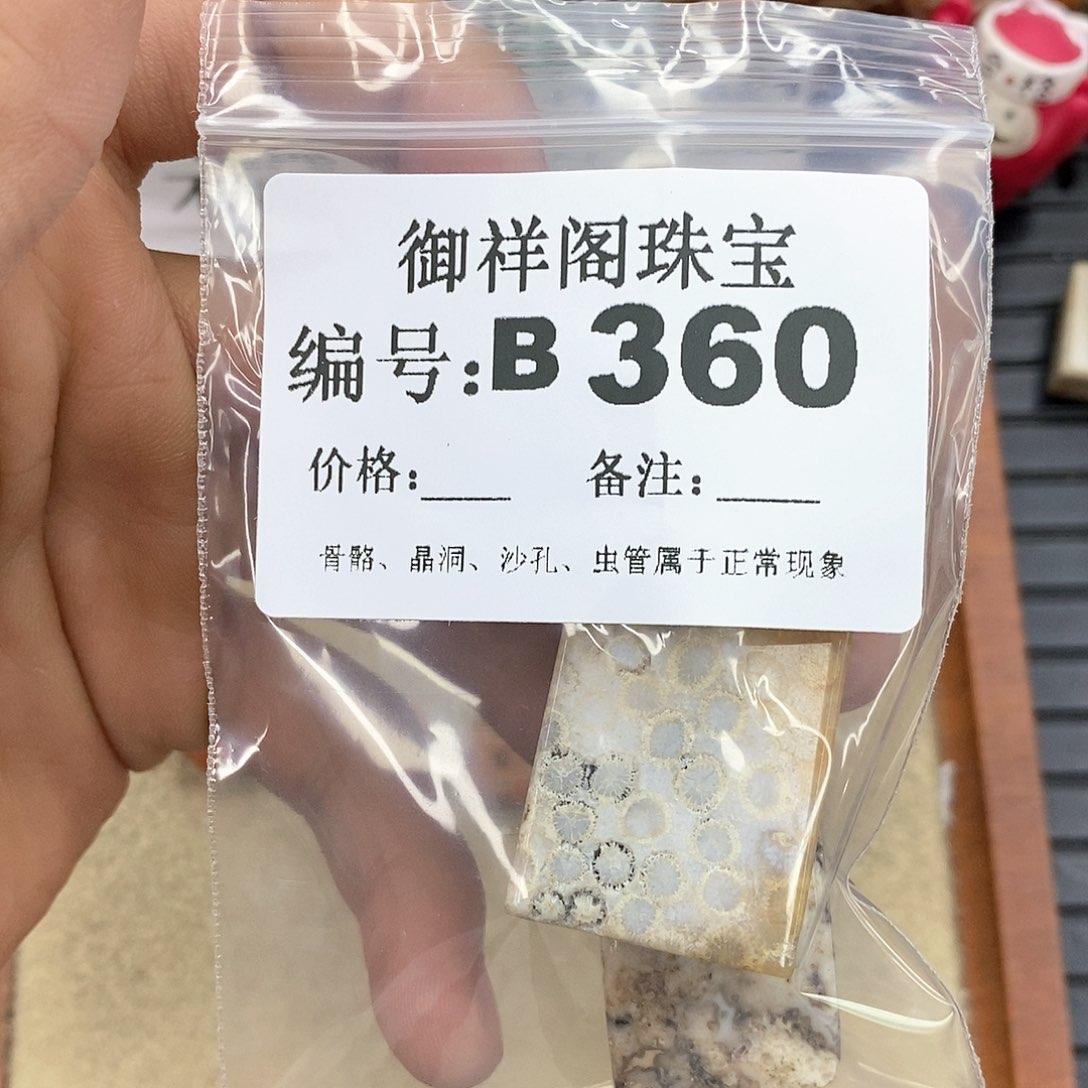 御祥阁珠宝
编号:B 360
价格:____ 备注:____
骨骼、晶洞、沙孔、虫管属于正常现象